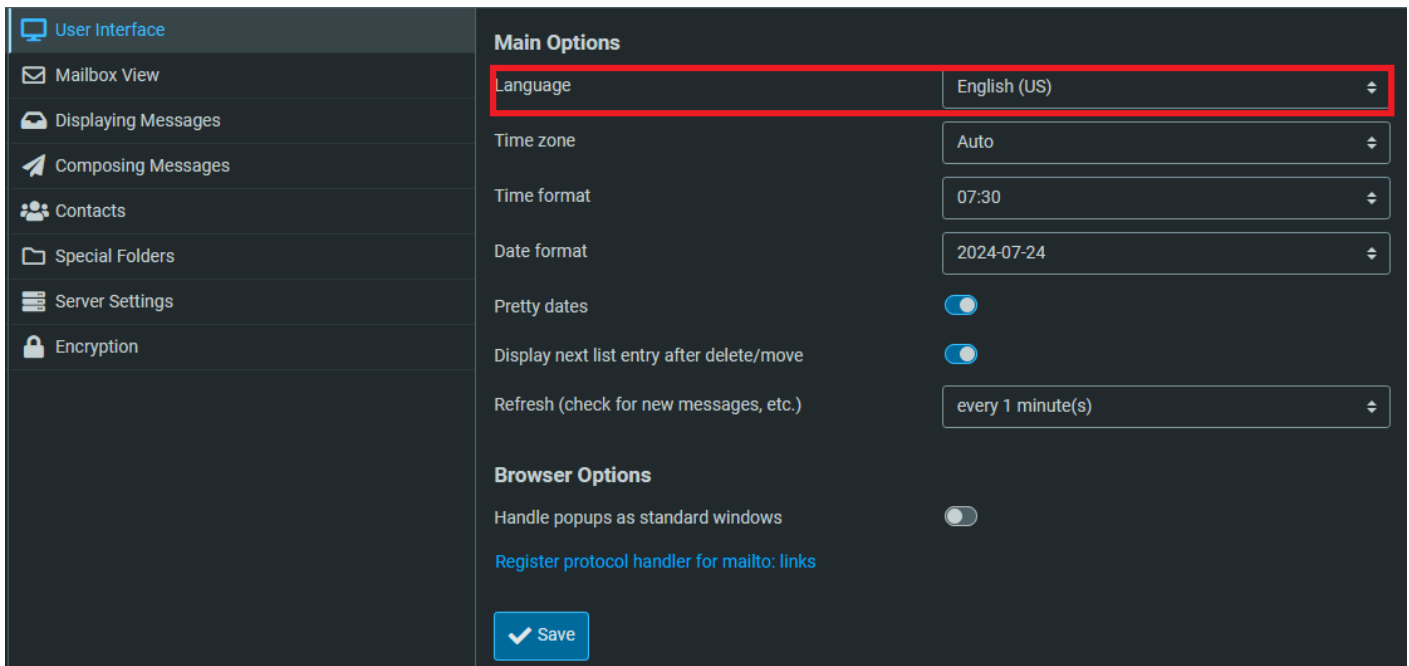 User Interface
Mailbox View
Displaying Messages
Composing Messages
Contacts
Special Folders
Server Settings
Encryption
Main Options
Language English (US)
Time zone Auto
Time format 07:30
Date format 2024-07-24
Pretty dates
Display next list entry after delete/move
Refresh (check for new messages, etc.) every 1 minute(s)
Browser Options
Handle popups as standard windows
Register protocol handler for mailto: links
Save